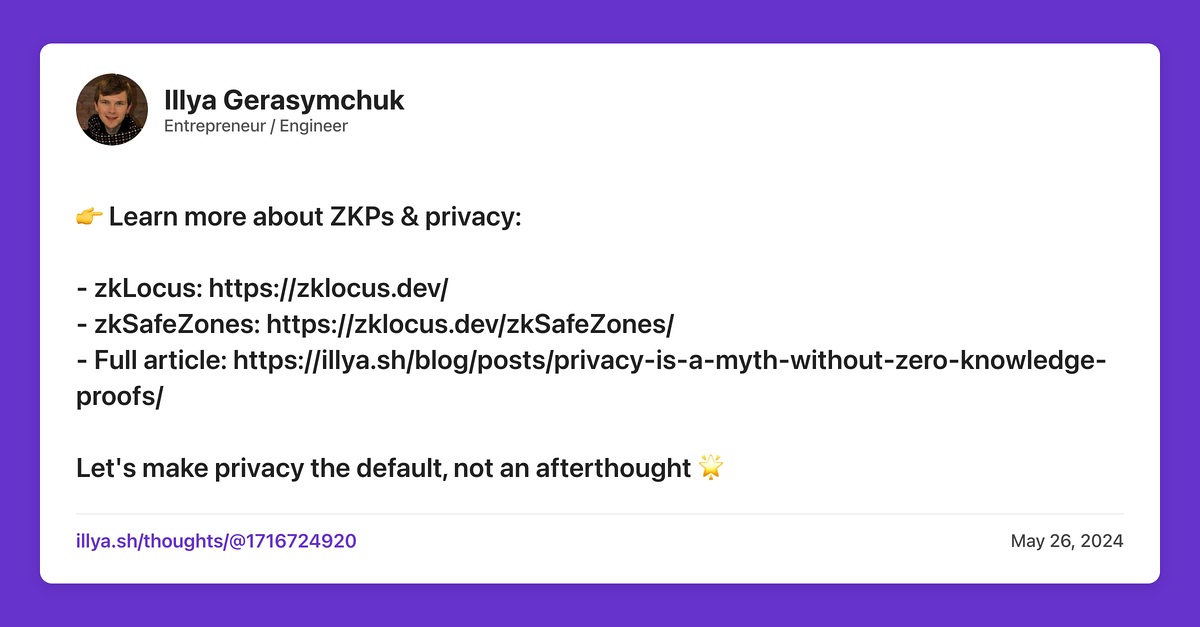 Illya Gerasymchuk
Entrepreneur / Engineer
👉 Learn more about ZKPs & privacy:
- zkLocus: https://zklocus.dev/
- zkSafeZones: https://zklocus.dev/zkSafeZones/
- Full article: https://illya.sh/blog/posts/privacy-is-a-myth-without-zero-knowledge-
proofs/
Let's make privacy the default, not an afterthought 🌟
illya.sh/thoughts/@1716724920
May 26, 2024